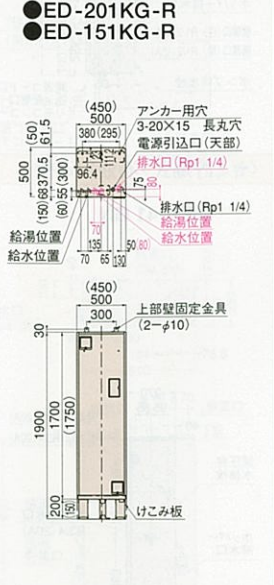 ●ED-201KG-R
●ED-151KG-R
(450)
500
380 (295)
アンカー用穴
3-20×15 長丸穴
電源引込口(天部)
排水口(Rp1 1/4)
(50)
61.5
500
370.5
(300)
68
55
(150)
(60)
96.4
75
80
排水口(Rp1 1/4)
給湯位置
給水位置
給湯位置
給水位置
70
135
50
(60)
70
65
130
(450)
500
300
上部壁固定金具
(2-φ10)
30
1900
1700
(1750)
200
(150)
けこみ板